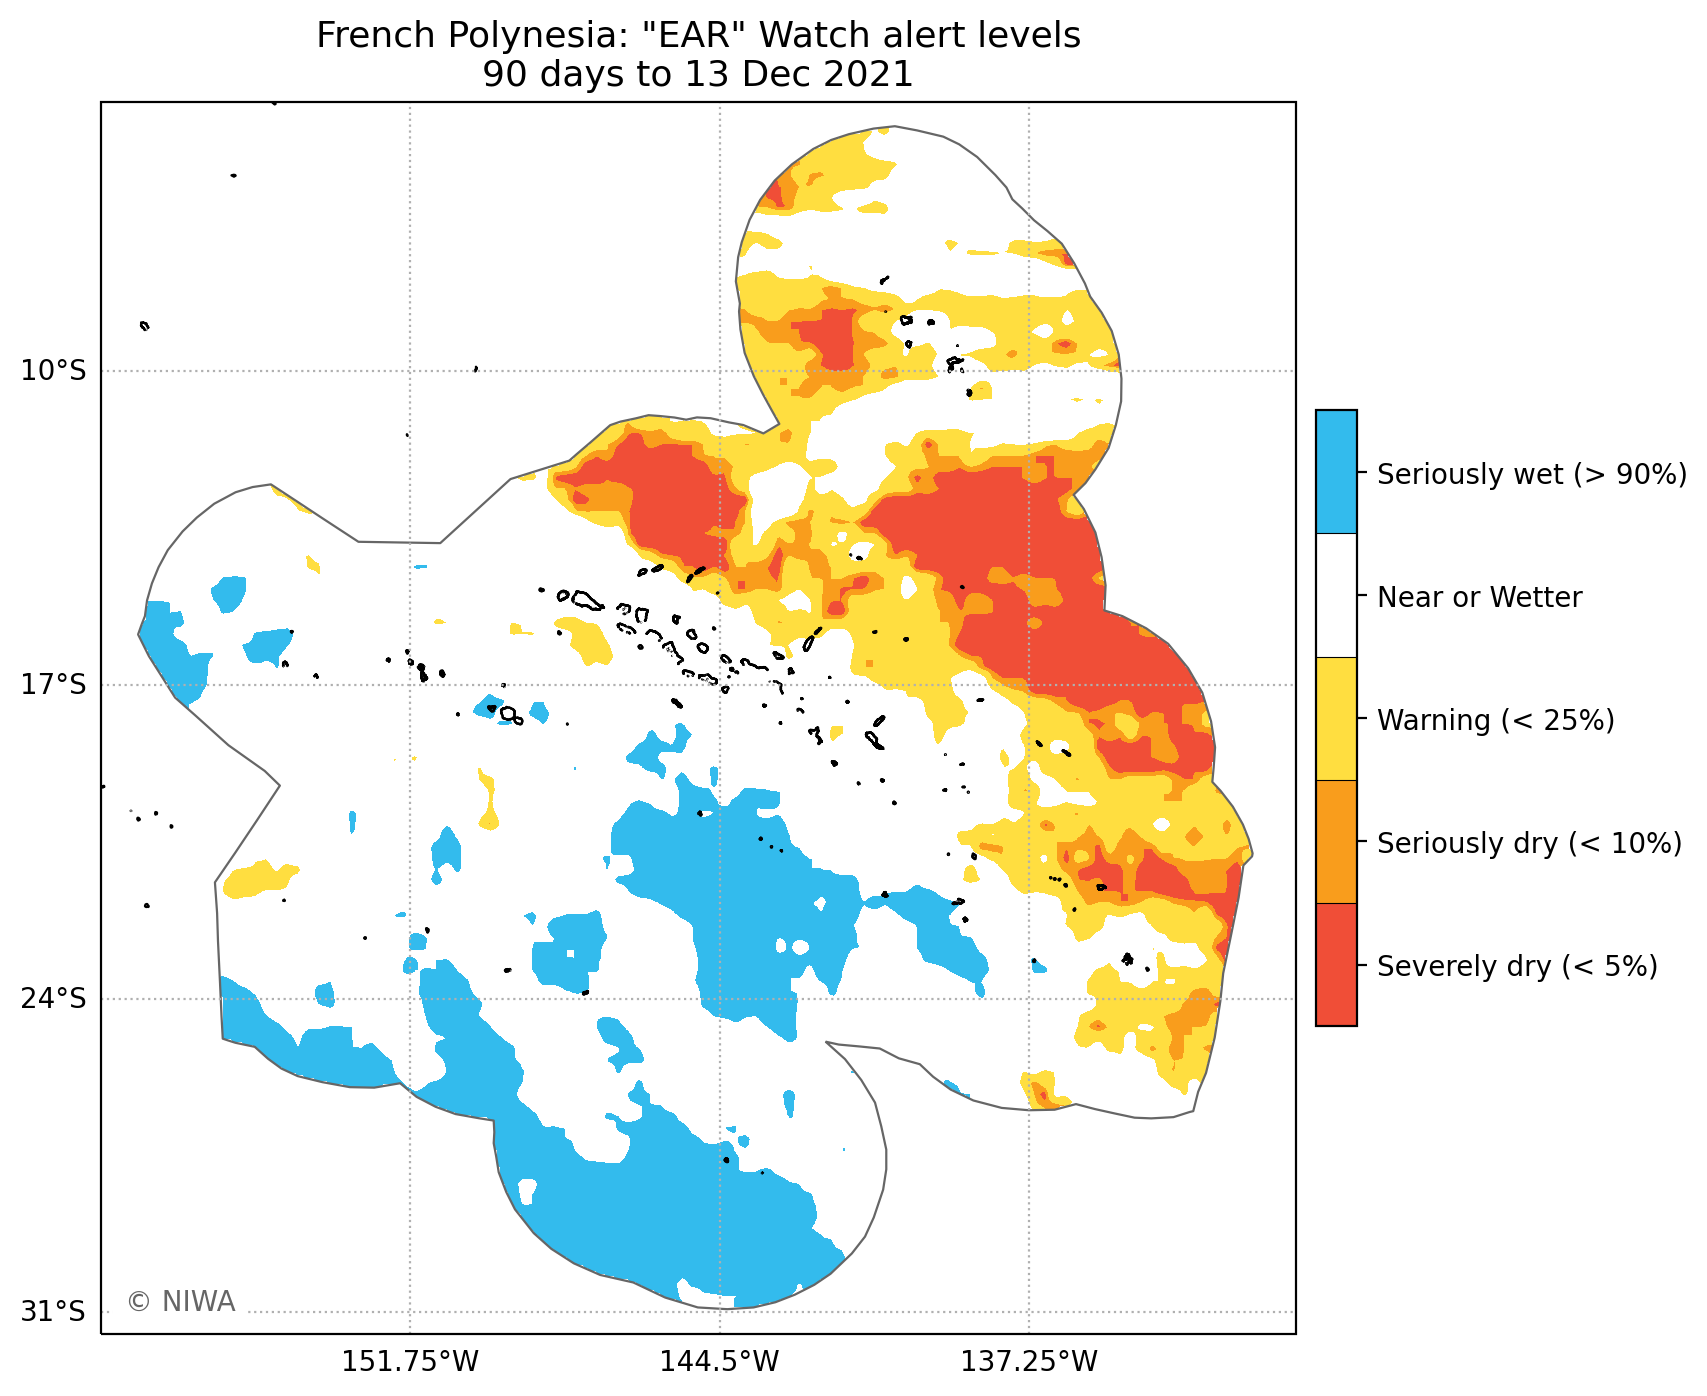 French Polynesia: "EAR" Watch alert levels
90 days to 13 Dec 2021
10°S
17°S
24°S
31°S
151.75°W
144.5°W
137.25°W
© NIWA
Seriously wet (> 90%)
Near or Wetter
Warning (< 25%)
Seriously dry (< 10%)
Severely dry (< 5%)